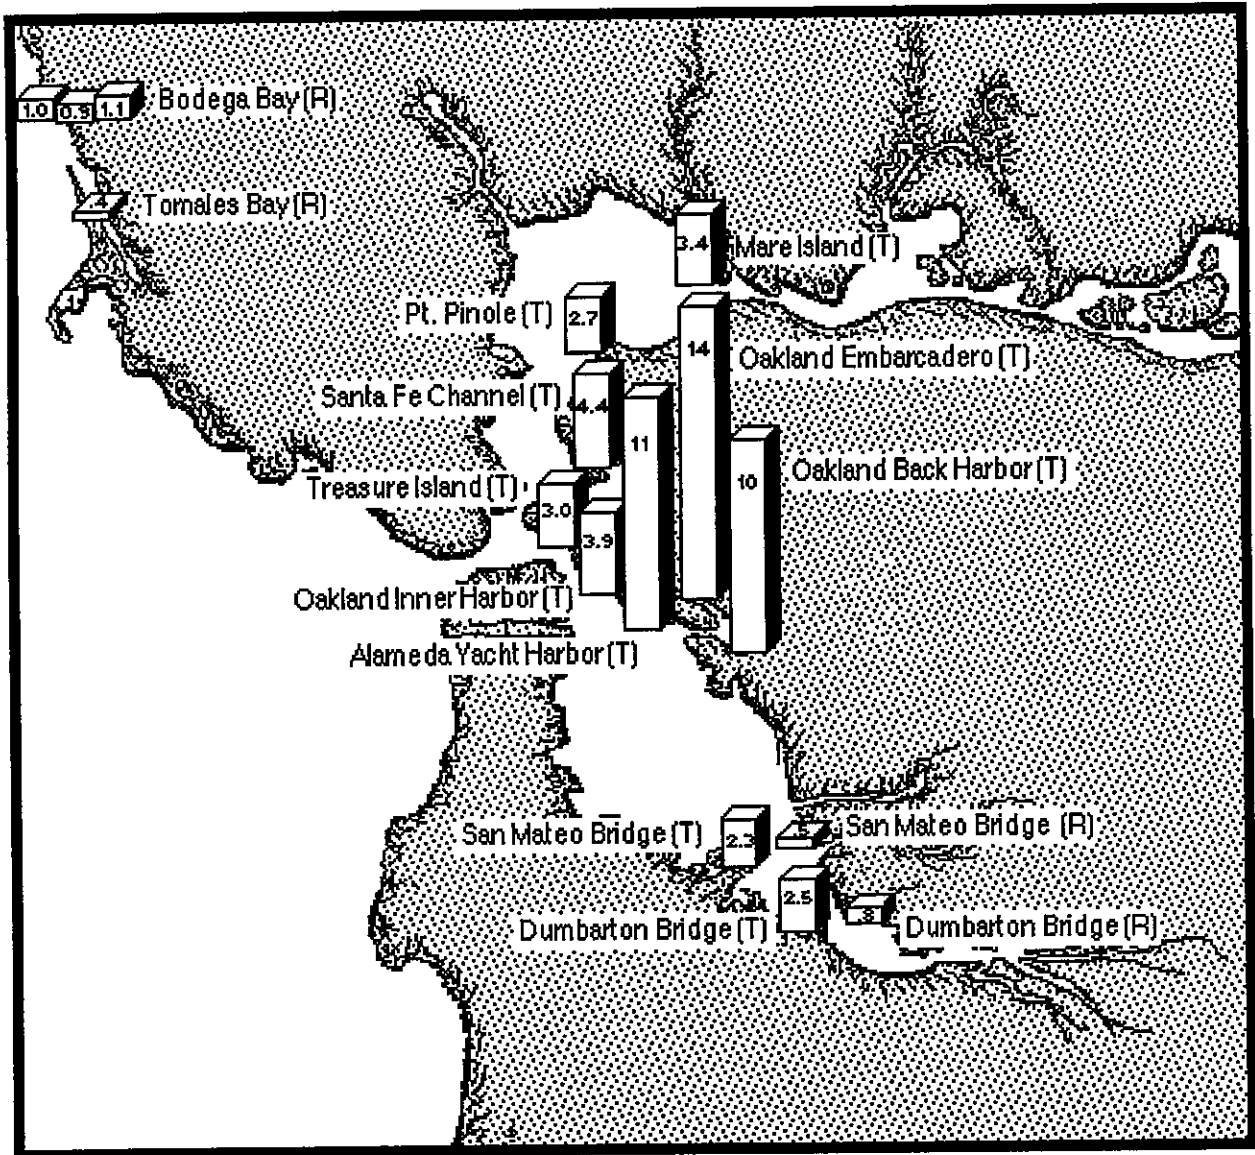 1.0 0.9 1.1 Bodega Bay (R)
.4 Tomales Bay (R)
3.4 Mare Island (T)
Pt. Pinole (T) 2.7
14 Oakland Embarcadero (T)
Santa Fe Channel (T) 4.4
11
10 Oakland Back Harbor (T)
Treasure Island (T) 3.0
3.9
Oakland Inner Harbor (T)
Alameda Yacht Harbor (T)
San Mateo Bridge (T) 2.3
San Mateo Bridge (R)
2.5
.8
Dumbarton Bridge (T)
Dumbarton Bridge (R)